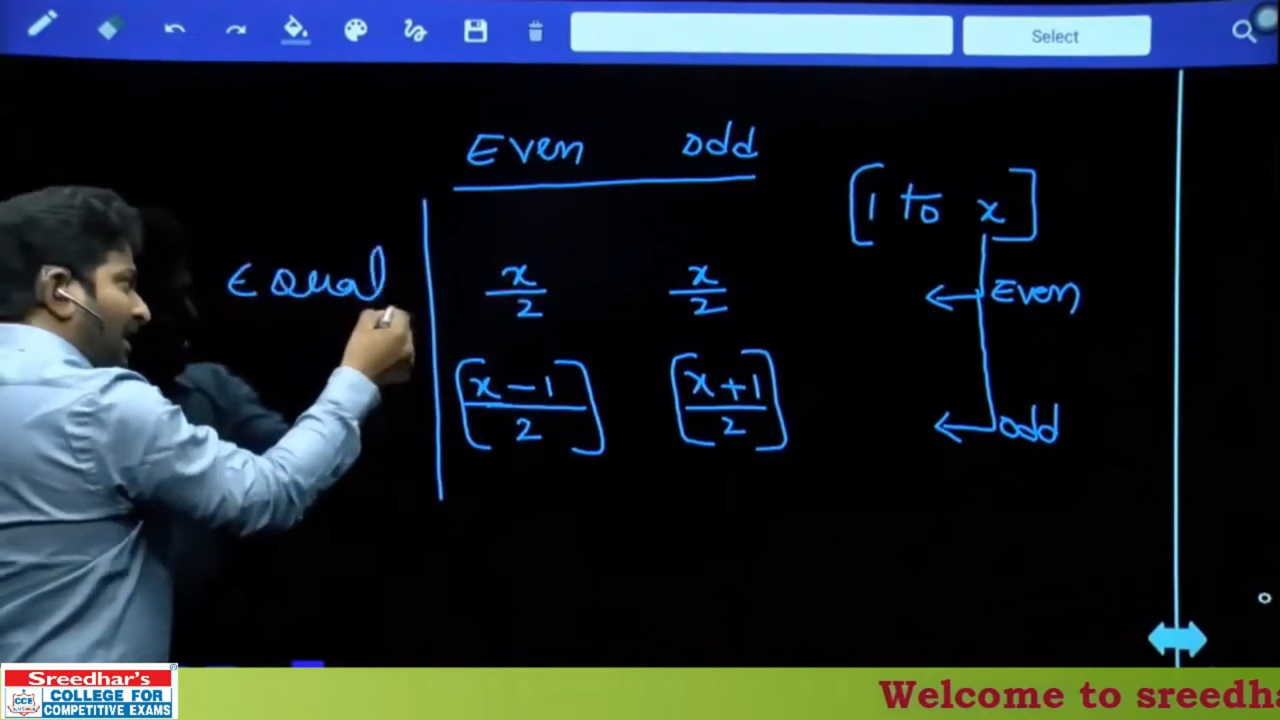 Select
Even odd
[1 to x]
Equal x/2 x/2 ← Even
[x-1/2] [x+1/2] ← odd
Sreedhar's
CCE
COLLEGE FOR
COMPETITIVE EXAMS
Welcome to sreedha